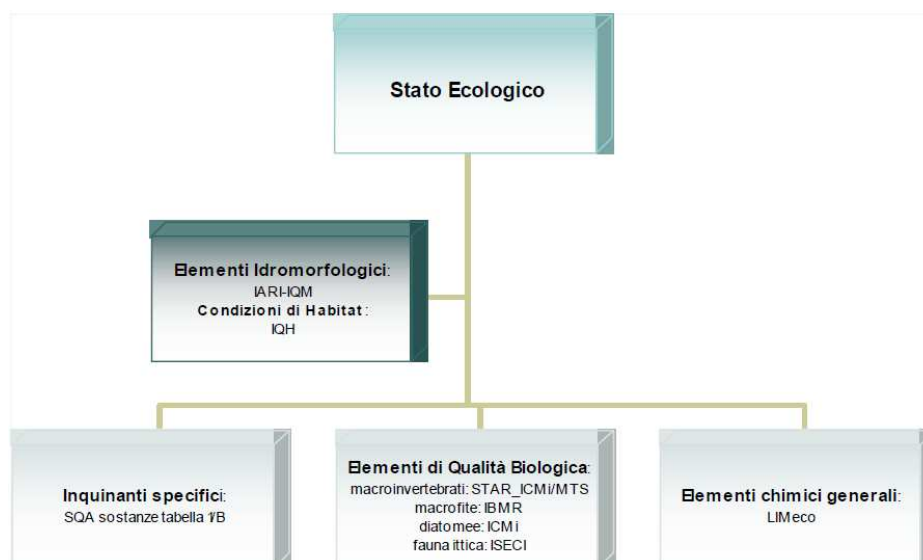 Stato Ecologico
Elementi Idromorfologici:
IARI-IQM
Condizioni di Habitat:
IQH
Inquinanti specifici:
SQA sostanze tabella 1/B
Elementi di Qualità Biologica:
macroinvertebrati: STAR_ICMi/MTS
macrofite: IBMR
diatomee: ICMi
fauna ittica: ISECI
Elementi chimici generali:
LIMeco